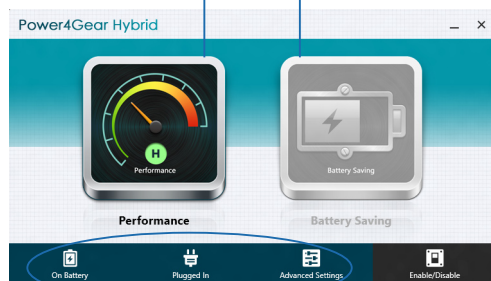 Power4Gear Hybrid
H
Performance
Battery Saving
Performance
Battery Saving
On Battery
Plugged In
Advanced Settings
Enable/Disable